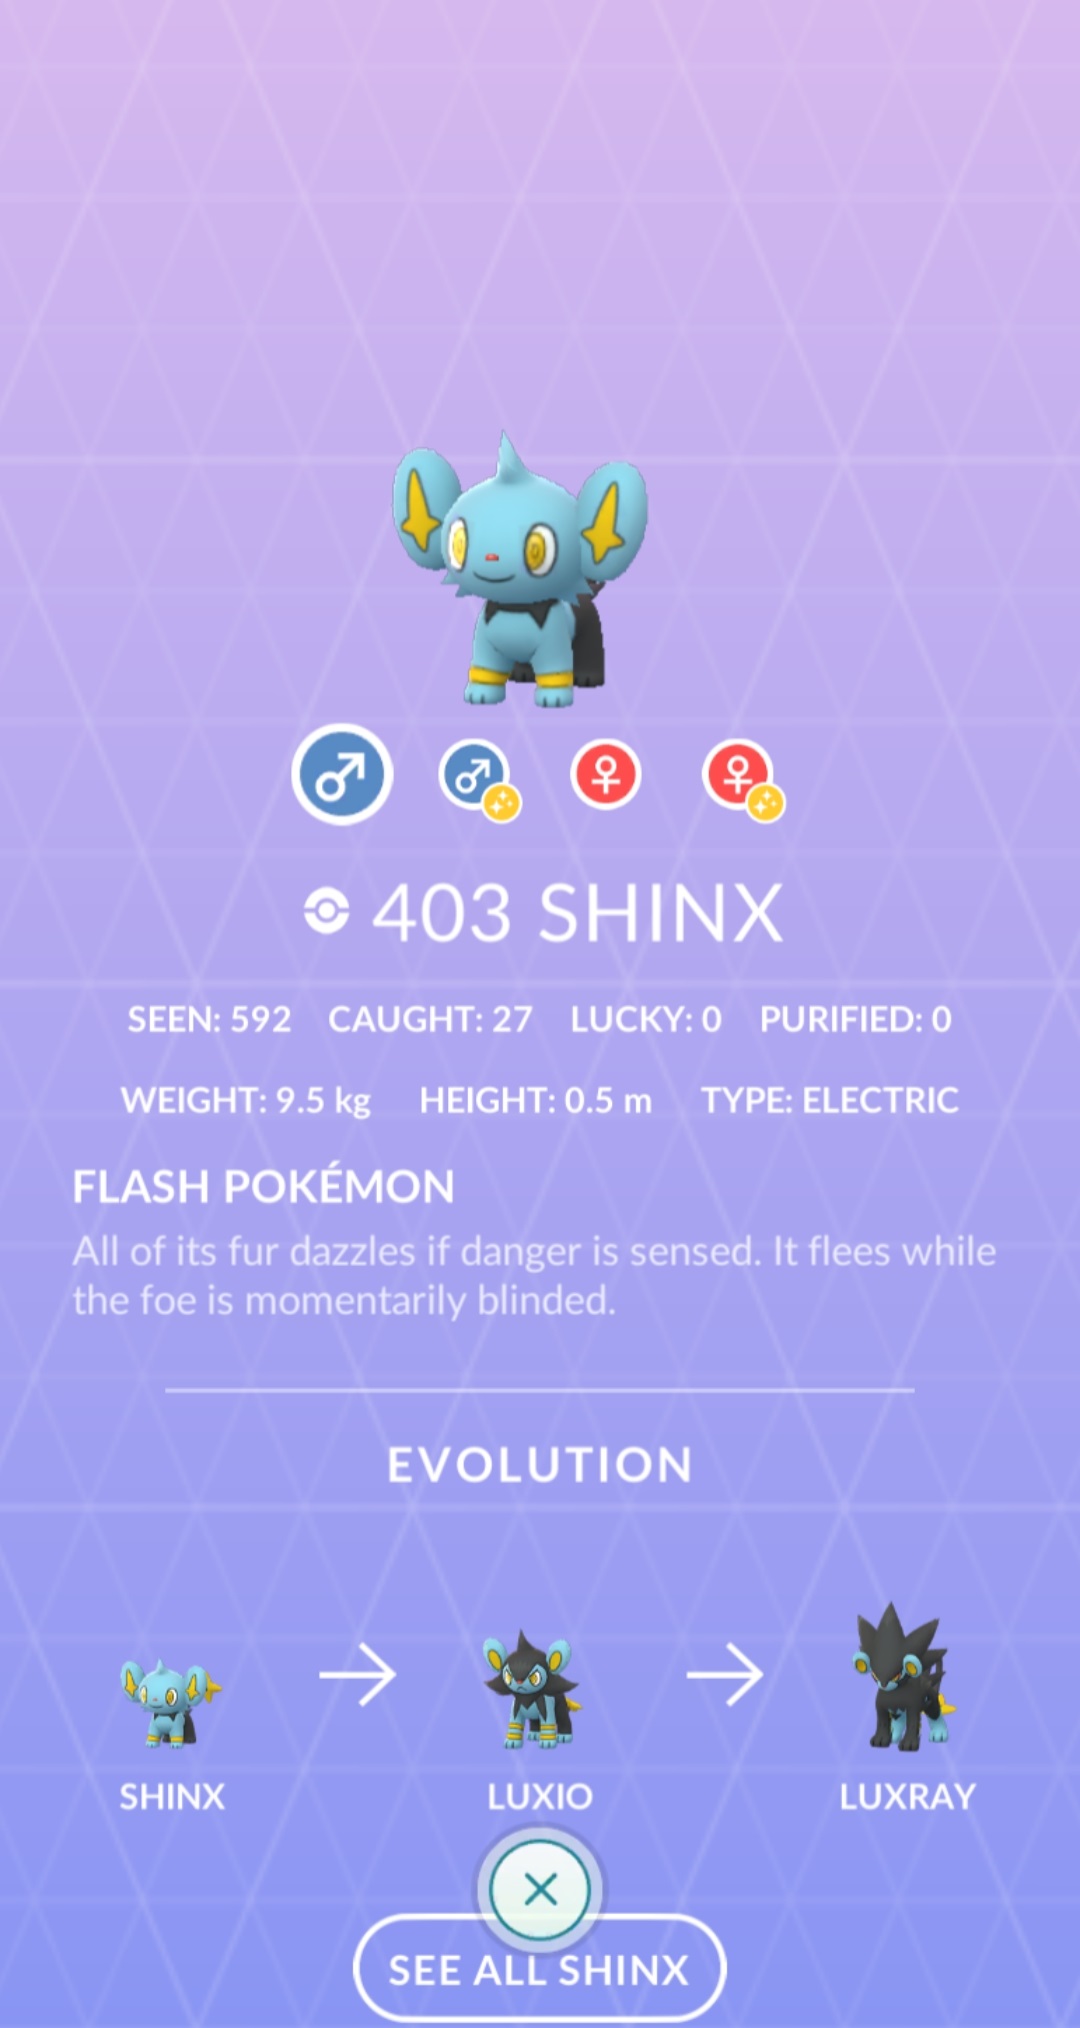 403 SHINX
SEEN: 592 CAUGHT: 27 LUCKY: 0 PURIFIED: 0
WEIGHT: 9.5 kg HEIGHT: 0.5 m TYPE: ELECTRIC
FLASH POKÉMON
All of its fur dazzles if danger is sensed. It flees while
the foe is momentarily blinded.
EVOLUTION
SHINX LUXIO LUXRAY
SEE ALL SHINX